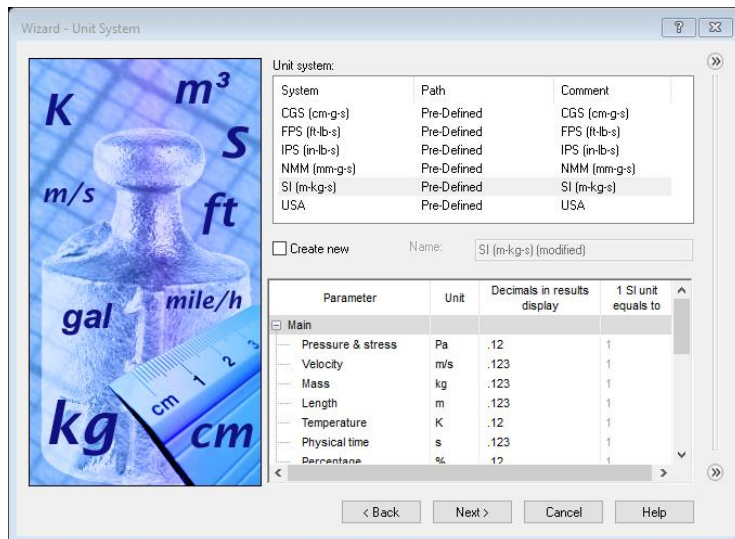 Wizard - Unit System
K
m³
S
m/s
ft
gal
mile/h
cm 1 2 3
kg
cm
Unit system:
System Path Comment
CGS (cm-g-s) Pre-Defined CGS (cm-g-s)
FPS (ft-lb-s) Pre-Defined FPS (ft-lb-s)
IPS (in-lb-s) Pre-Defined IPS (in-lb-s)
NMM (mm-g-s) Pre-Defined NMM (mm-g-s)
SI (m-kg-s) Pre-Defined SI (m-kg-s)
USA Pre-Defined USA
Create new Name: SI (m-kg-s) (modified)
Parameter Unit Decimals in results display 1 SI unit equals to
Main
Pressure & stress Pa .12 1
Velocity m/s .123 1
Mass kg .123 1
Length m .123 1
Temperature K .12 1
Physical time s .123 1
Percentage % .12 1
< Back Next > Cancel Help